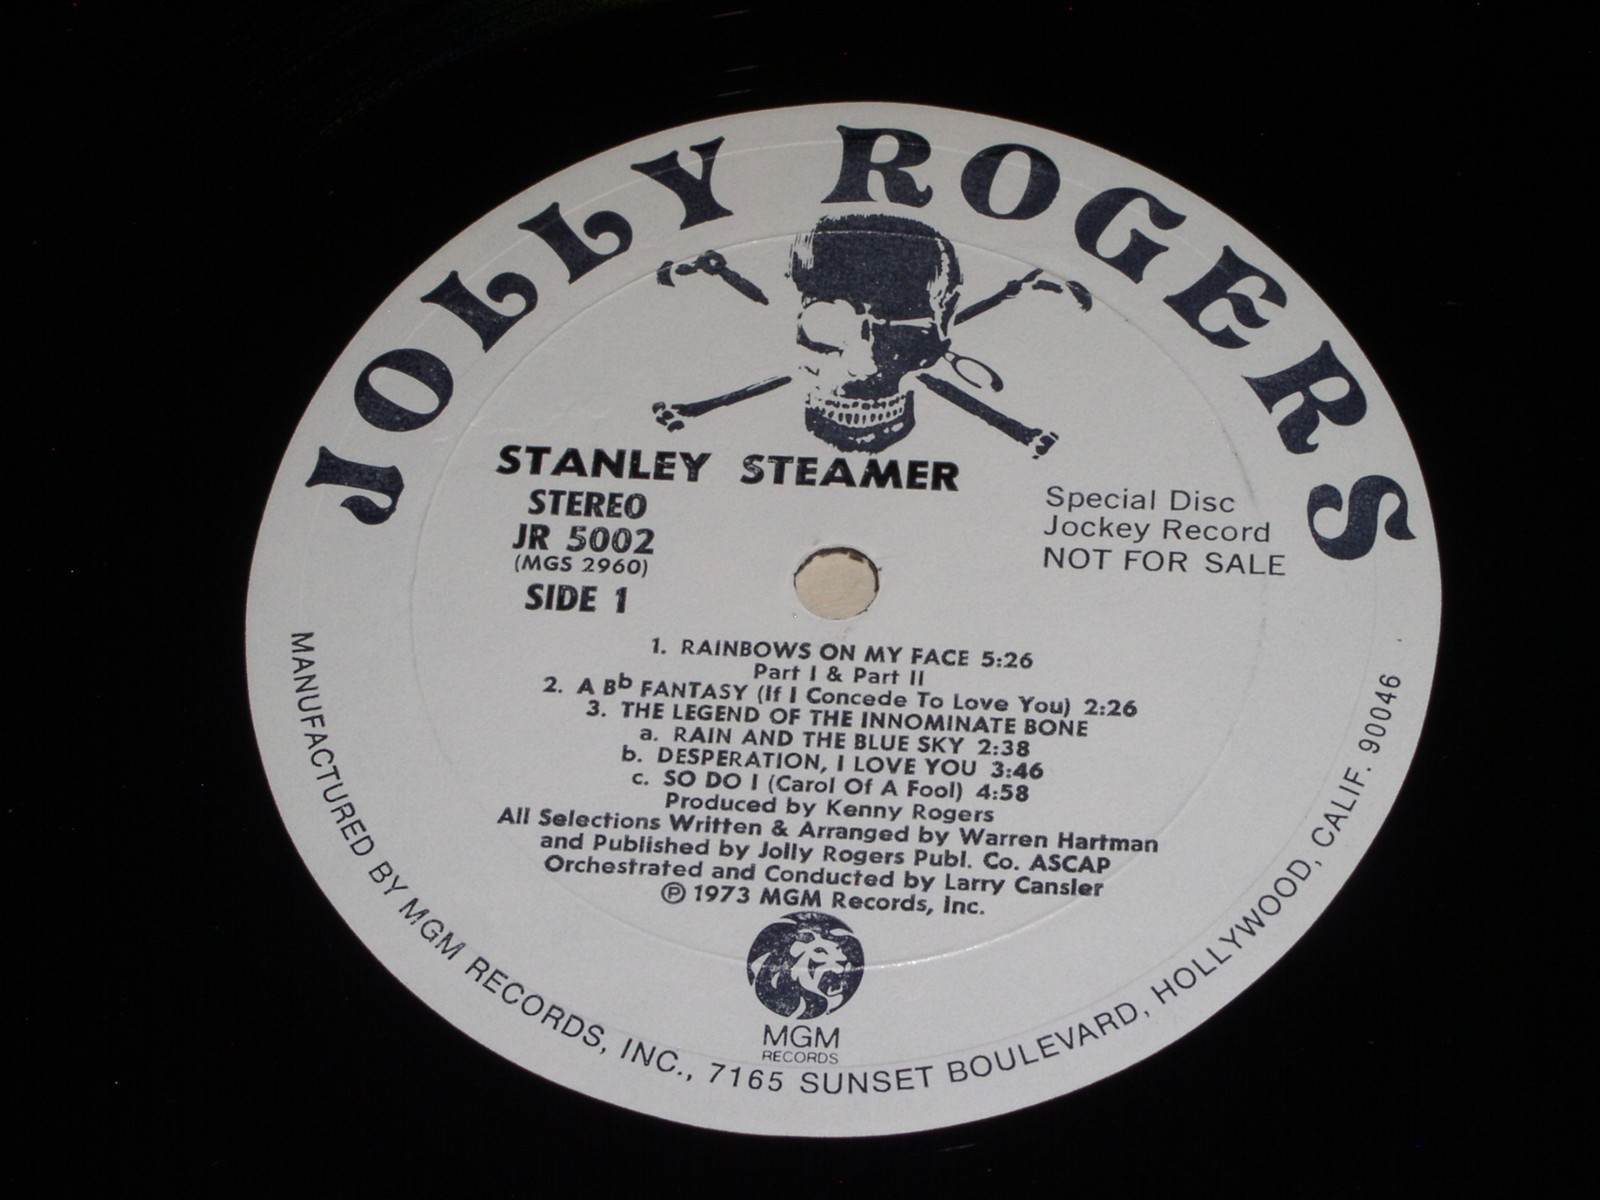 JOLLY ROGERS
STANLEY STEAMER
STEREO
JR 5002
(MGS 2960)
SIDE 1
Special Disc
Jockey Record
NOT FOR SALE
1. RAINBOWS ON MY FACE 5:26
Part I & Part II
2. A Bb FANTASY (If I Concede To Love You) 2:26
3. THE LEGEND OF THE INNOMINATE BONE
a. RAIN AND THE BLUE SKY 2:38
b. DESPERATION, I LOVE YOU 3:46
c. SO DO I (Carol Of A Fool) 4:58
Produced by Kenny Rogers
All Selections Written & Arranged by Warren Hartman
and Published by Jolly Rogers Publ. Co. ASCAP
Orchestrated and Conducted by Larry Cansler
℗ 1973 MGM Records, Inc.
MGM
RECORDS
MANUFACTURED BY MGM RECORDS, INC., 7165 SUNSET BOULEVARD, HOLLYWOOD, CALIF. 90046